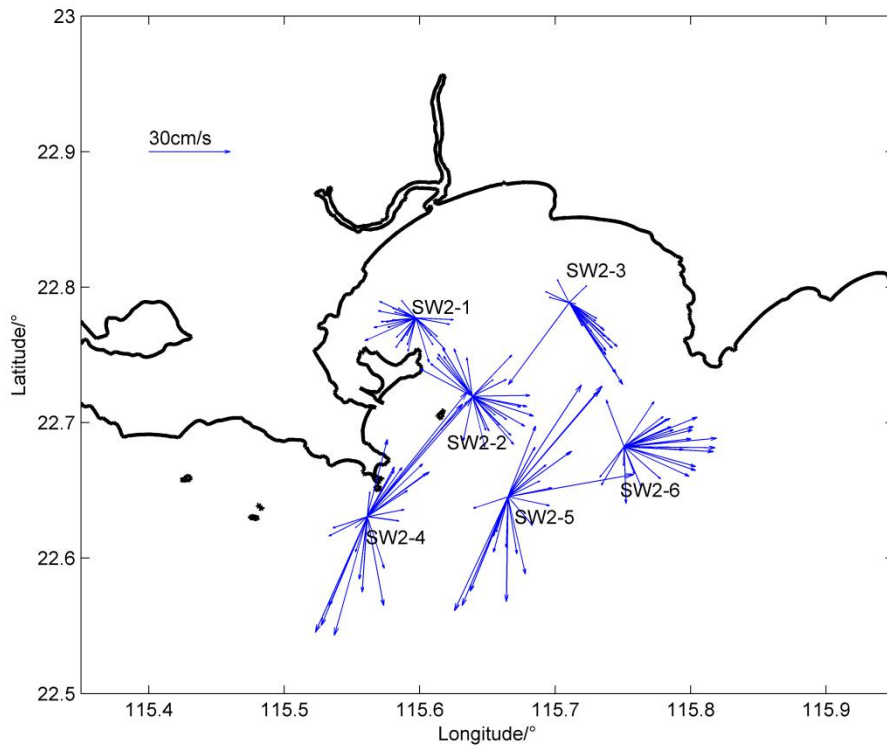 23
22.9
22.8
22.7
22.6
22.5
Latitude/°
30cm/s
SW2-1
SW2-3
SW2-2
SW2-6
SW2-4
SW2-5
115.4 115.5 115.6 115.7 115.8 115.9
Longitude/°